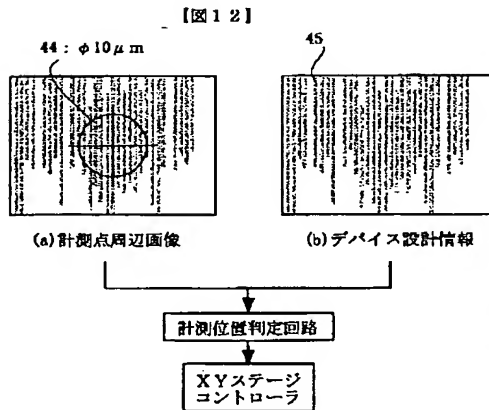 【図12】
44：φ10μm
45
(a)計測点周辺画像
(b)デバイス設計情報
計測位置判定回路
XYステージ
コントローラ